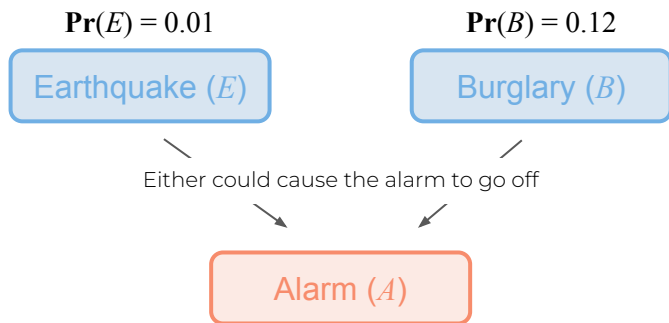 Pr(E) = 0.01
Pr(B) = 0.12
Earthquake (E)
Burglary (B)
Either could cause the alarm to go off
Alarm (A)